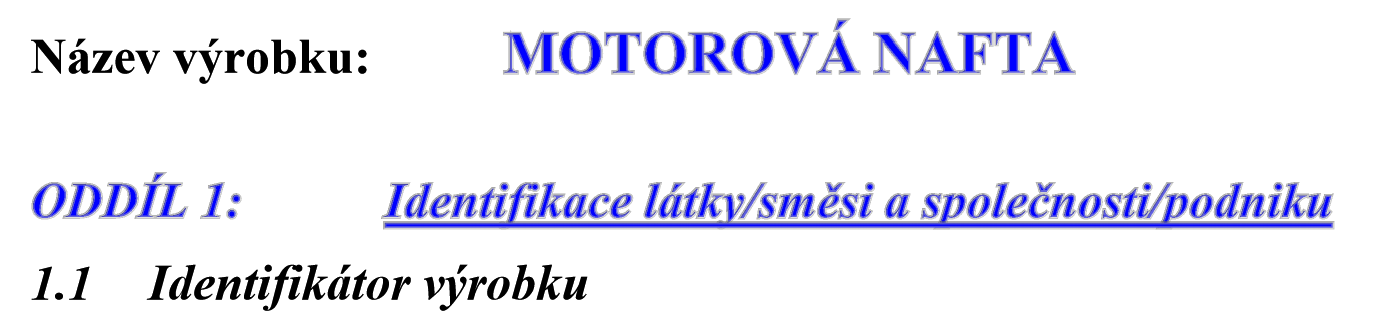 Název výrobku: MOTOROVÁ NAFTA
ODDÍL 1: Identifikace látky/směsi a společnosti/podniku
1.1 Identifikátor výrobku